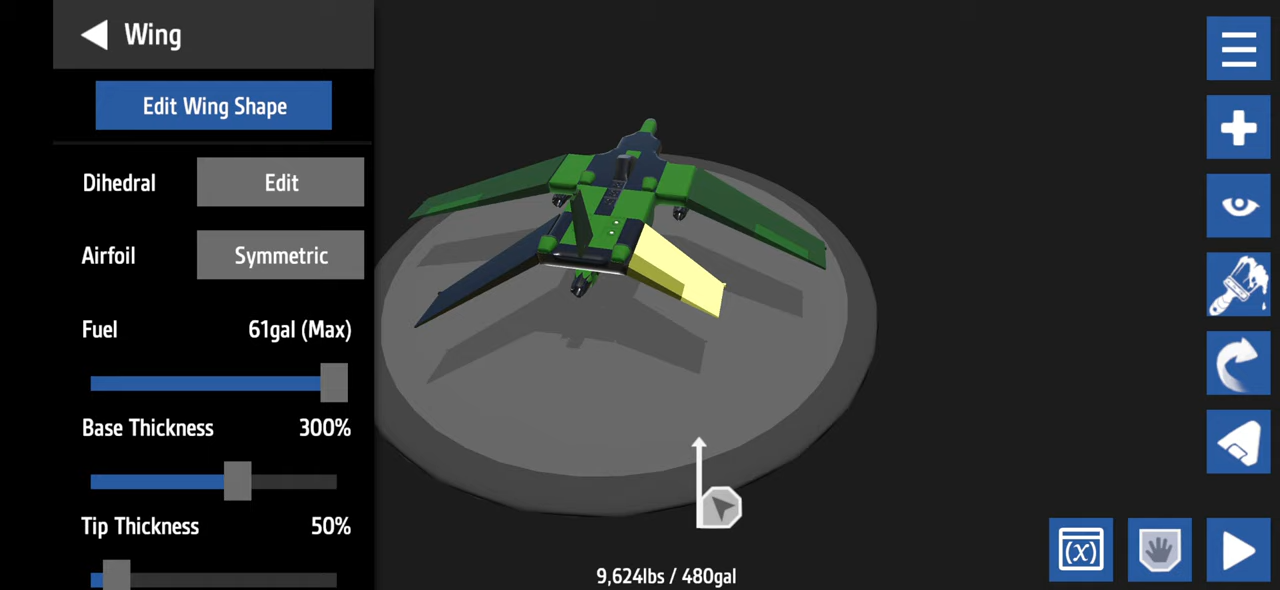 Wing
Edit Wing Shape
Dihedral Edit
Airfoil Symmetric
Fuel 61gal (Max)
Base Thickness 300%
Tip Thickness 50%
(x)
9,624lbs / 480gal